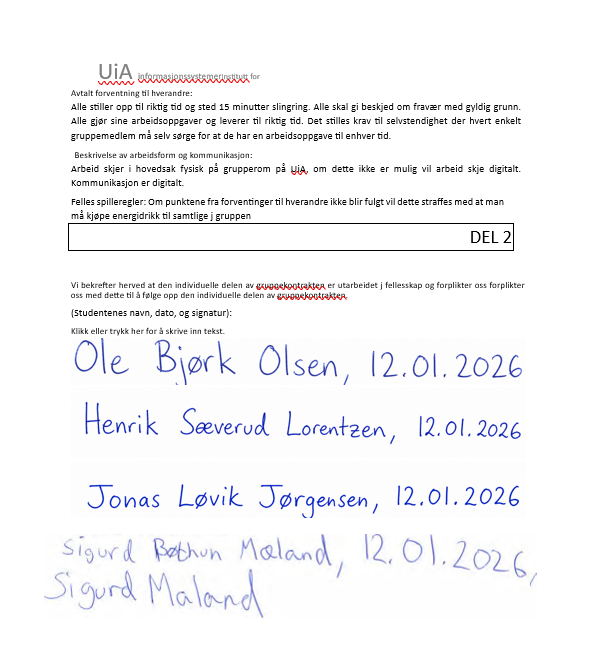 UiA informasjonssystemerinstitutt for
Avtalt forventning til hverandre:
Alle stiller opp til riktig tid og sted 15 minutter slingring. Alle skal gi beskjed om fravær med gyldig grunn.
Alle gjør sine arbeidsoppgaver og leverer til riktig tid. Det stilles krav til selvstendighet der hvert enkelt
gruppemedlem må selv sørge for at de har en arbeidsoppgave til enhver tid.
Beskrivelse av arbeidsform og kommunikasjon:
Arbeid skjer i hovedsak fysisk på grupperom på UiA, om dette ikke er mulig vil arbeid skje digitalt.
Kommunikasjon er digitalt.
Felles spilleregler: Om punktene fra forventinger til hverandre ikke blir fulgt vil dette straffes med at man
må kjøpe energidrikk til samtlige j gruppen
DEL 2
Vi bekrefter herved at den individuelle delen av gruppekontrakten er utarbeidet j fellesskap og forplikter oss forplikter
oss med dette til å følge opp den individuelle delen av gruppekontrakten.
(Studentenes navn, dato, og signatur):
Klikk eller trykk her for å skrive inn tekst.
Ole Bjørk Olsen, 12.01.2026
Henrik Sæverud Lorentzen, 12.01.2026
Jonas Løvik Jørgensen, 12.01.2026
Sigurd Bøthun Mæland, 12.01.2026,
Sigurd Mæland